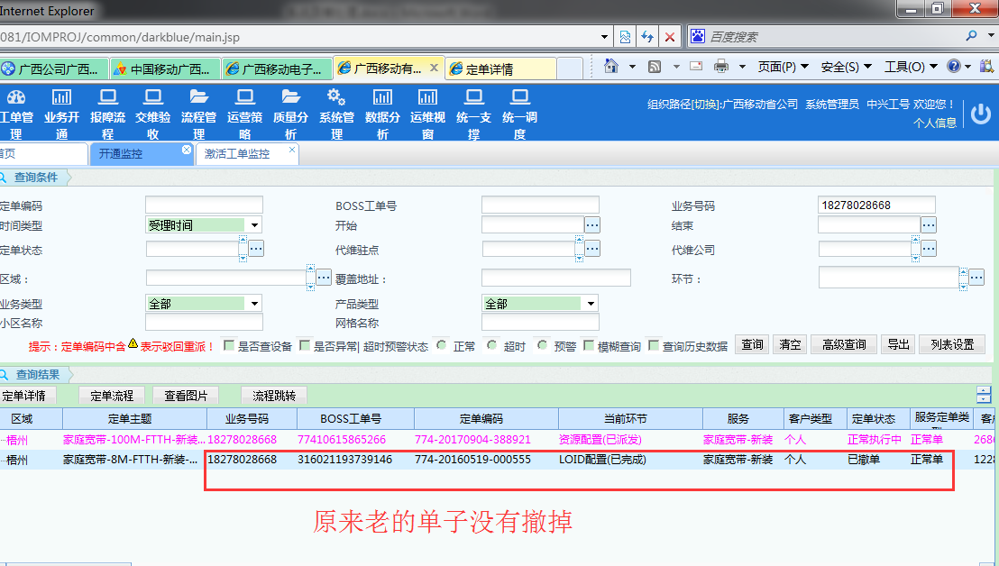 Internet Explorer
081/IOMPROJ/common/darkblue/main.jsp
百度搜索
广西公司广西...
中国移动广西...
广西移动电子...
广西移动有...
定单详情
页面(P)
安全(S)
工具(O)
工单管理
业务开通
报障流程
交维验收
流程管理
运营策略
质量分析
系统管理
数据分析
运维视窗
统一支撑
统一调度
组织路径[切换]:广西移动省公司 系统管理员 中兴工号 欢迎您！
个人信息
首页
开通监控
激活工单监控
查询条件
定单编码
BOSS工单号
业务号码 18278028668
时间类型 受理时间
开始
结束
定单状态
代维驻点
代维公司
区域：
覆盖地址：
环节：
业务类型 全部
产品类型 全部
小区名称
网格名称
提示：定单编码中含 表示驳回重派！ 是否查设备 是否异常| 超时预警状态 正常 超时 预警 模糊查询 查询历史数据 查询 清空 高级查询 导出 列表设置
查询结果
定单详情 定单流程 查看图片 流程跳转
区域 定单主题 业务号码 BOSS工单号 定单编码 当前环节 服务 客户类型 定单状态 服务定单类 客户
梧州 家庭宽带-100M-FTTH-新装... 18278028668 77410615865266 774-20170904-388921 资源配置(已派发) 家庭宽带-新装 个人 正常执行中 正常单 2686
梧州 家庭宽带-8M-FTTH-新装-... 18278028668 316021193739146 774-20160519-000555 LOID配置(已完成) 家庭宽带-新装 个人 已撤单 正常单 1228
原来老的单子没有撤掉